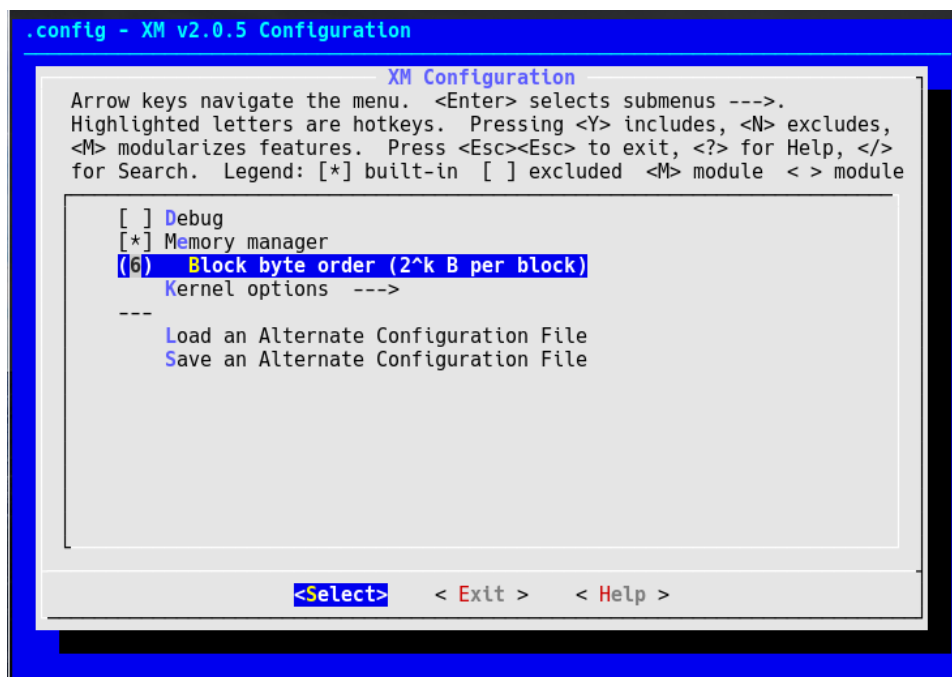 .config - XM v2.0.5 Configuration
XM Configuration
Arrow keys navigate the menu.  <Enter> selects submenus --->.
Highlighted letters are hotkeys.  Pressing <Y> includes, <N> excludes,
<M> modularizes features.  Press <Esc><Esc> to exit, <?> for Help, </>
for Search.  Legend: [*] built-in  [ ] excluded  <M> module  < > module
[ ] Debug
[*] Memory manager
(6)   Block byte order (2^k B per block)
Kernel options  --->
---
Load an Alternate Configuration File
Save an Alternate Configuration File
<Select>    < Exit >    < Help >